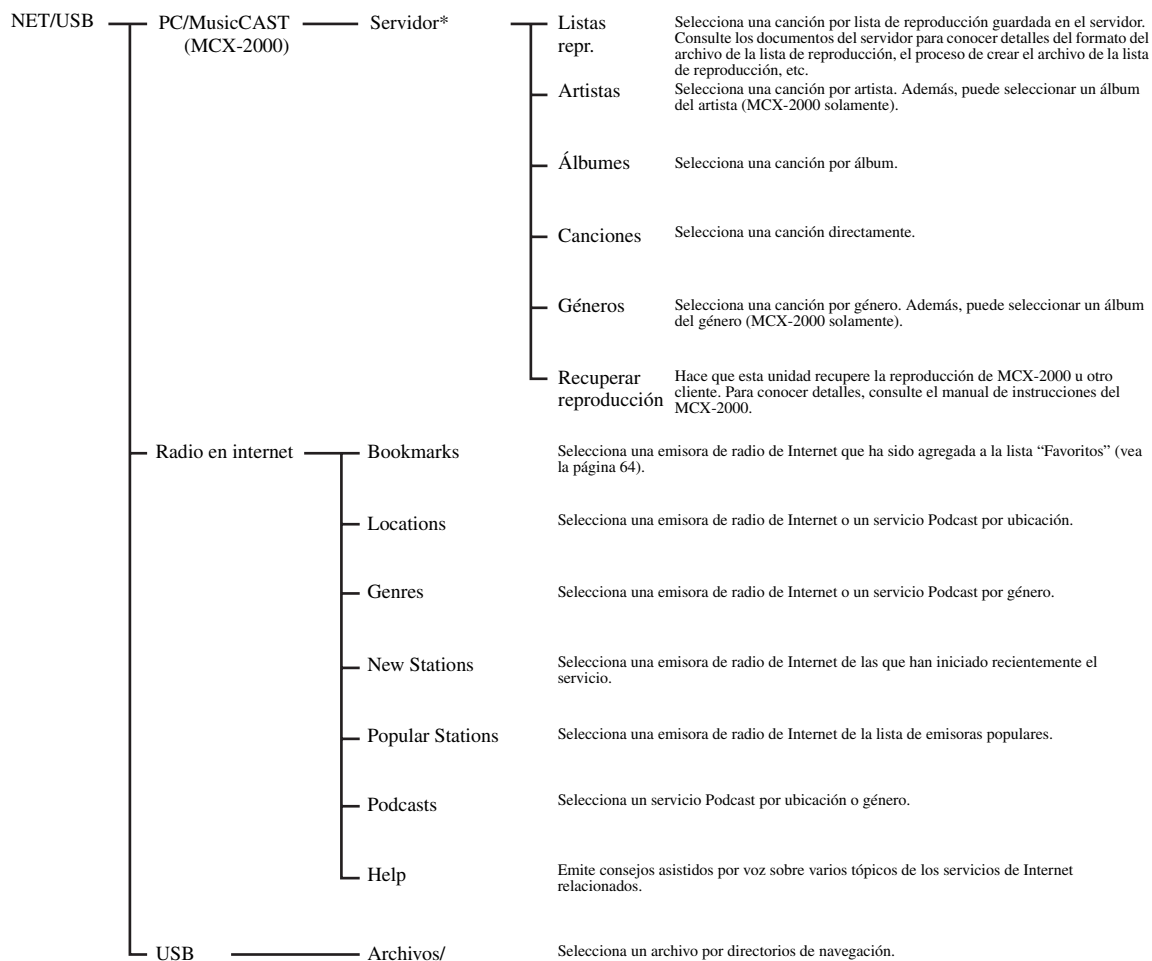 NET/USB
PC/MusicCAST
(MCX-2000)
Servidor*
Listas
repr.
Selecciona una canción por lista de reproducción guardada en el servidor.
Consulte los documentos del servidor para conocer detalles del formato del
archivo de la lista de reproducción, el proceso de crear el archivo de la lista
de reproducción, etc.
Artistas
Selecciona una canción por artista. Además, puede seleccionar un álbum
del artista (MCX-2000 solamente).
Álbumes
Selecciona una canción por álbum.
Canciones
Selecciona una canción directamente.
Géneros
Selecciona una canción por género. Además, puede seleccionar un álbum
del género (MCX-2000 solamente).
Recuperar
reproducción
Hace que esta unidad recupere la reproducción de MCX-2000 u otro
cliente. Para conocer detalles, consulte el manual de instrucciones del
MCX-2000.
Radio en internet
Bookmarks
Selecciona una emisora de radio de Internet que ha sido agregada a la lista “Favoritos” (vea
la página 64).
Locations
Selecciona una emisora de radio de Internet o un servicio Podcast por ubicación.
Genres
Selecciona una emisora de radio de Internet o un servicio Podcast por género.
New Stations
Selecciona una emisora de radio de Internet de las que han iniciado recientemente el
servicio.
Popular Stations
Selecciona una emisora de radio de Internet de la lista de emisoras populares.
Podcasts
Selecciona un servicio Podcast por ubicación o género.
Help
Emite consejos asistidos por voz sobre varios tópicos de los servicios de Internet
relacionados.
USB
Archivos/
Selecciona un archivo por directorios de navegación.